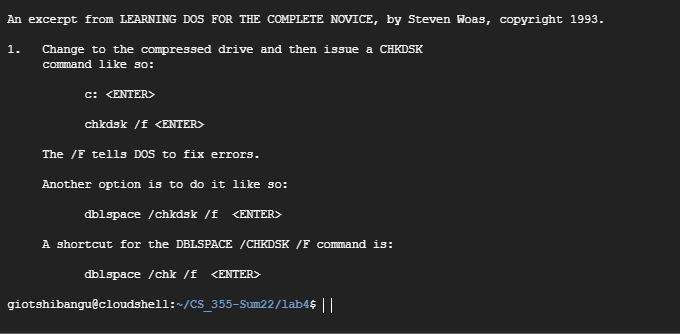 An excerpt from LEARNING DOS FOR THE COMPLETE NOVICE, by Steven Woas, copyright 1993.
1. Change to the compressed drive and then issue a CHKDSK
command like so:
c: <ENTER>
chkdsk /f <ENTER>
The /F tells DOS to fix errors.
Another option is to do it like so:
dblspace /chkdsk /f <ENTER>
A shortcut for the DBLSPACE /CHKDSK /F command is:
dblspace /chk /f <ENTER>
giotshibangu@cloudshell:~/CS_355-Sum22/lab4$